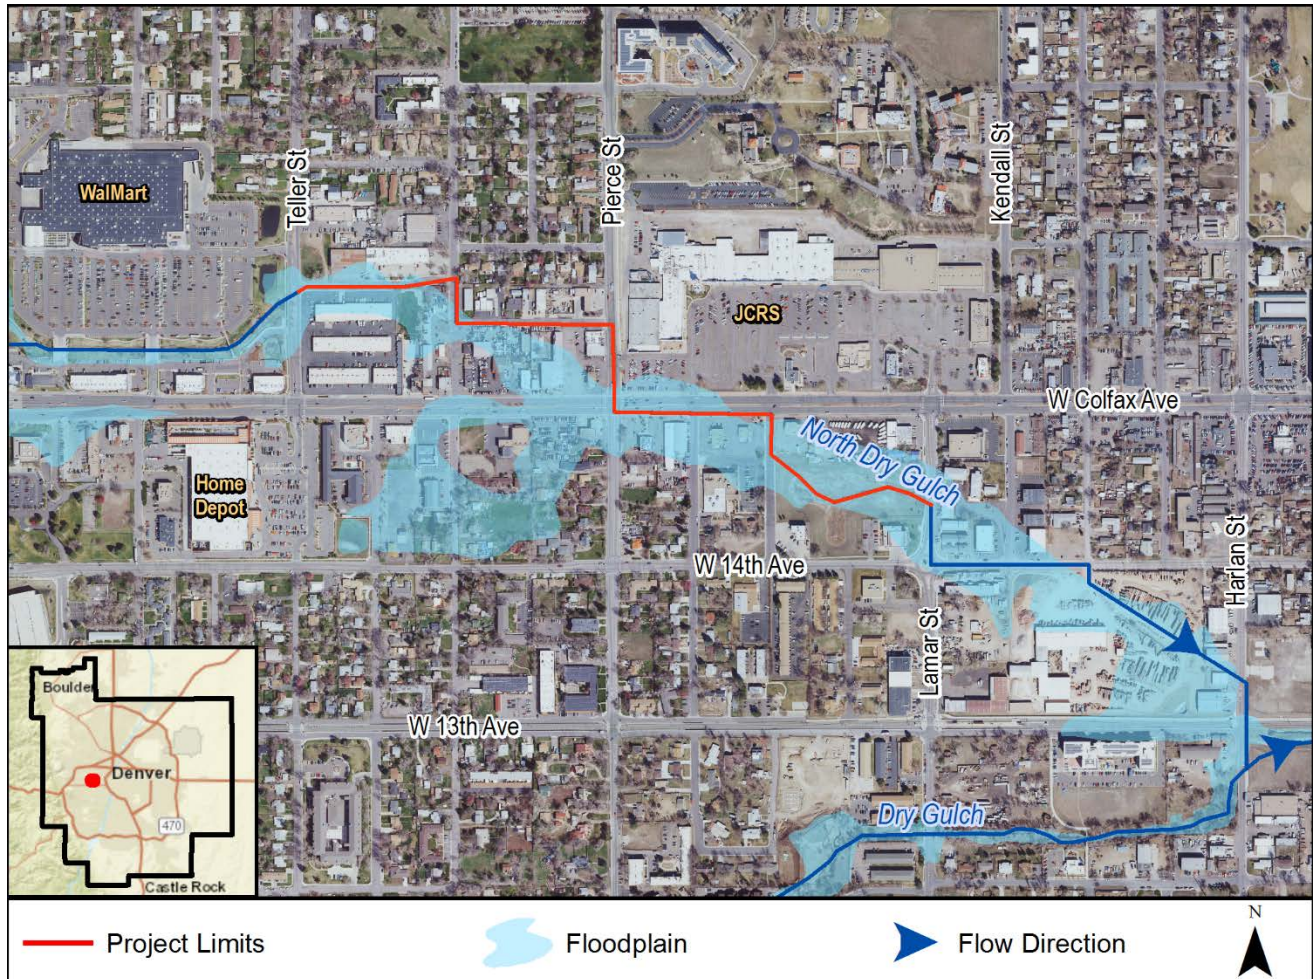 WalMart
Teller St
Pierce St
Kendall St
JCRS
W Colfax Ave
North Dry Gulch
Home
Depot
W 14th Ave
Harlan St
Lamar St
W 13th Ave
Dry Gulch
Boulder
Denver
470
Castle Rock
Project Limits
Floodplain
Flow Direction
N